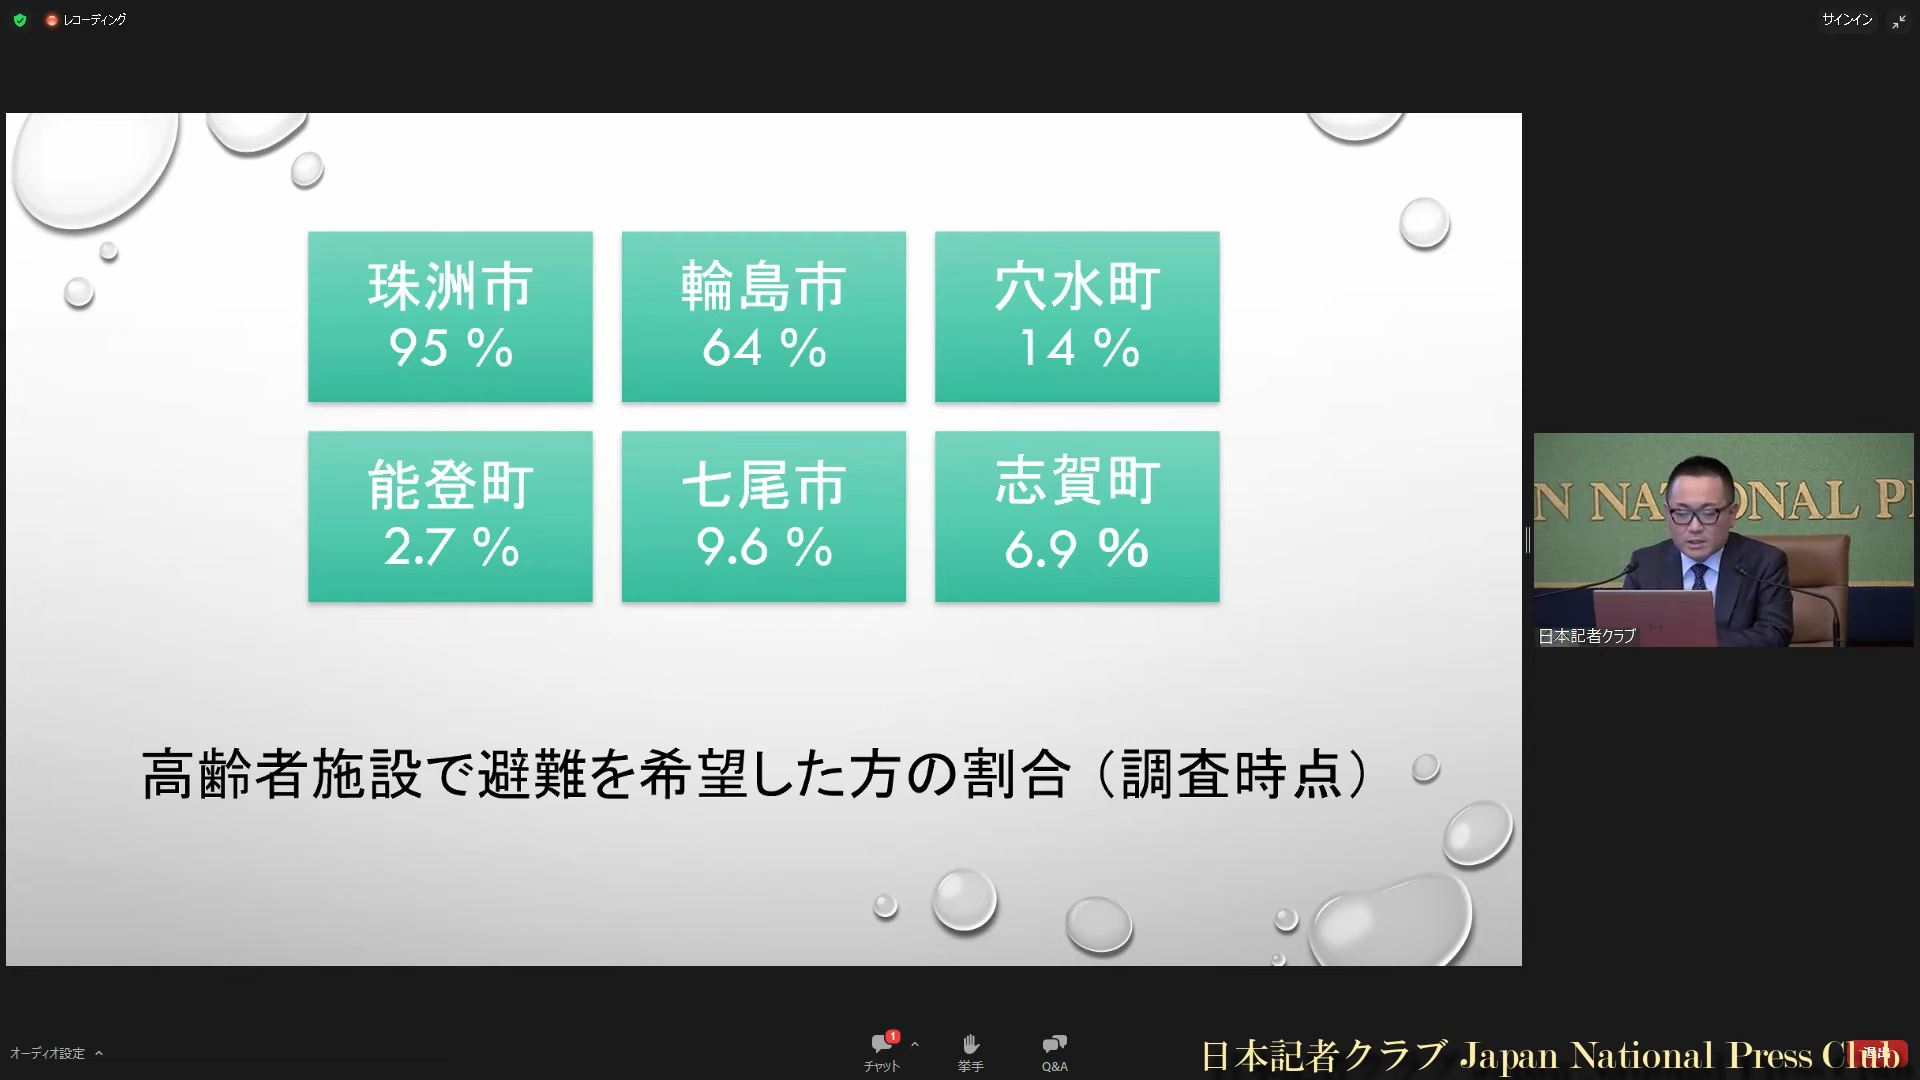 レコーディング
サインイン
珠洲市
95 %
輪島市
64 %
穴水町
14 %
能登町
2.7 %
七尾市
9.6 %
志賀町
6.9 %
高齢者施設で避難を希望した方の割合（調査時点）
N NATIONAL P
日本記者クラブ
オーディオ設定
1
チャット
挙手
Q&A
日本記者クラブ Japan National Press Club
退出